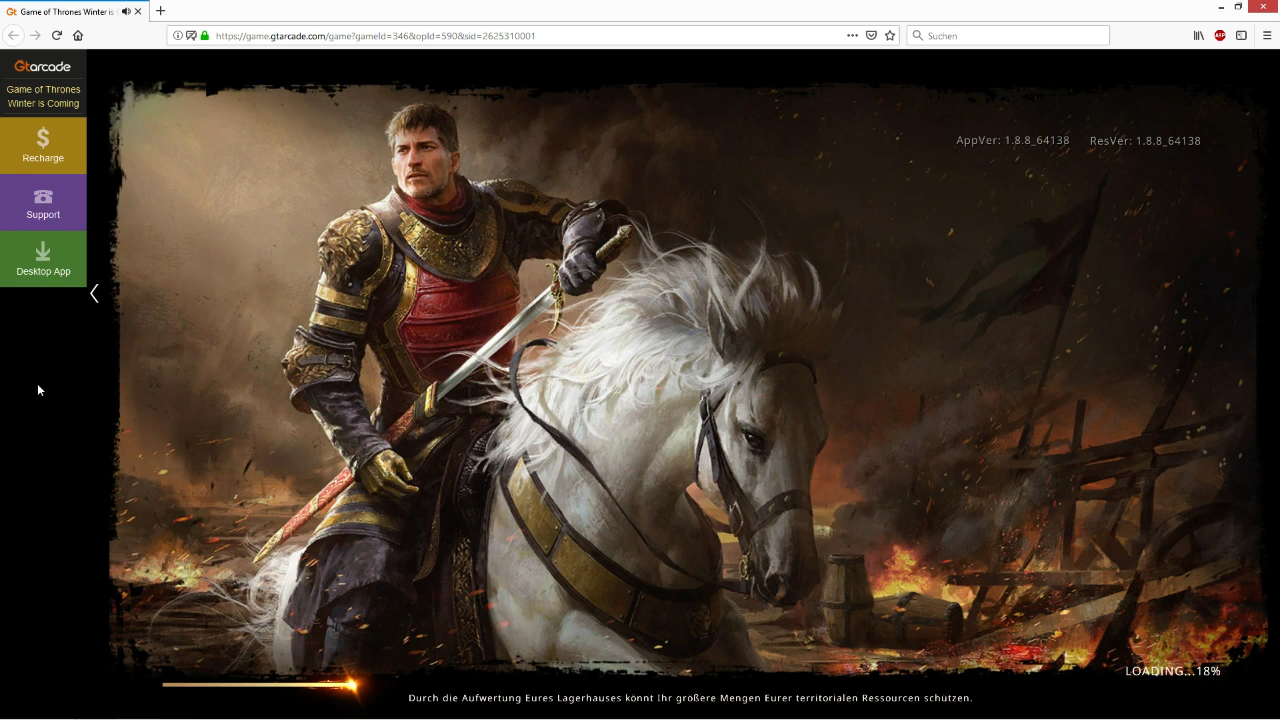 Gt Game of Thrones Winter is
https://game.gtarcade.com/game?gameId=346&opId=590&sid=2625310001
Suchen
ABP
Gtarcade
Game of Thrones
Winter is Coming
Recharge
Support
Desktop App
AppVer: 1.8.8_64138 ResVer: 1.8.8_64138
LOADING...18%
Durch die Aufwertung Eures Lagerhauses könnt Ihr größere Mengen Eurer territorialen Ressourcen schützen.